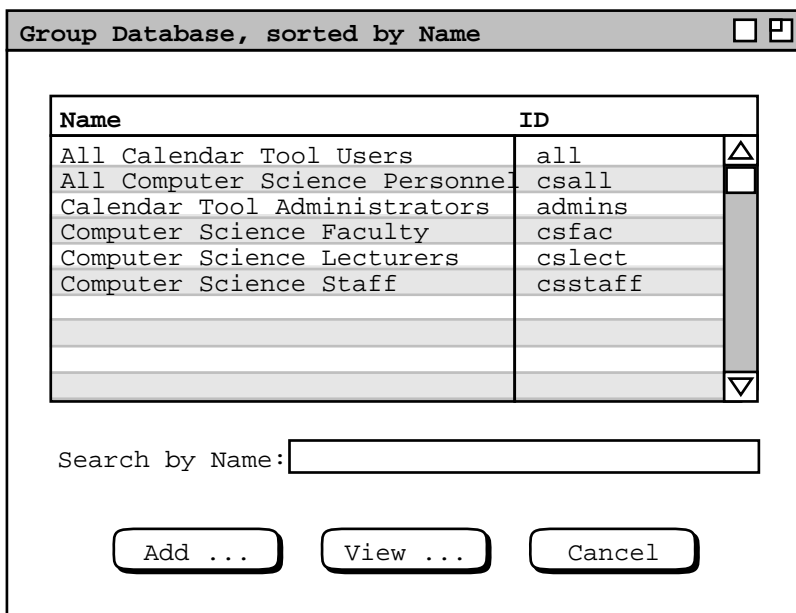 Group Database, sorted by Name
Name ID
All Calendar Tool Users all
All Computer Science Personnel csall
Calendar Tool Administrators admins
Computer Science Faculty csfac
Computer Science Lecturers cslect
Computer Science Staff csstaff
Search by Name:
Add ... View ... Cancel